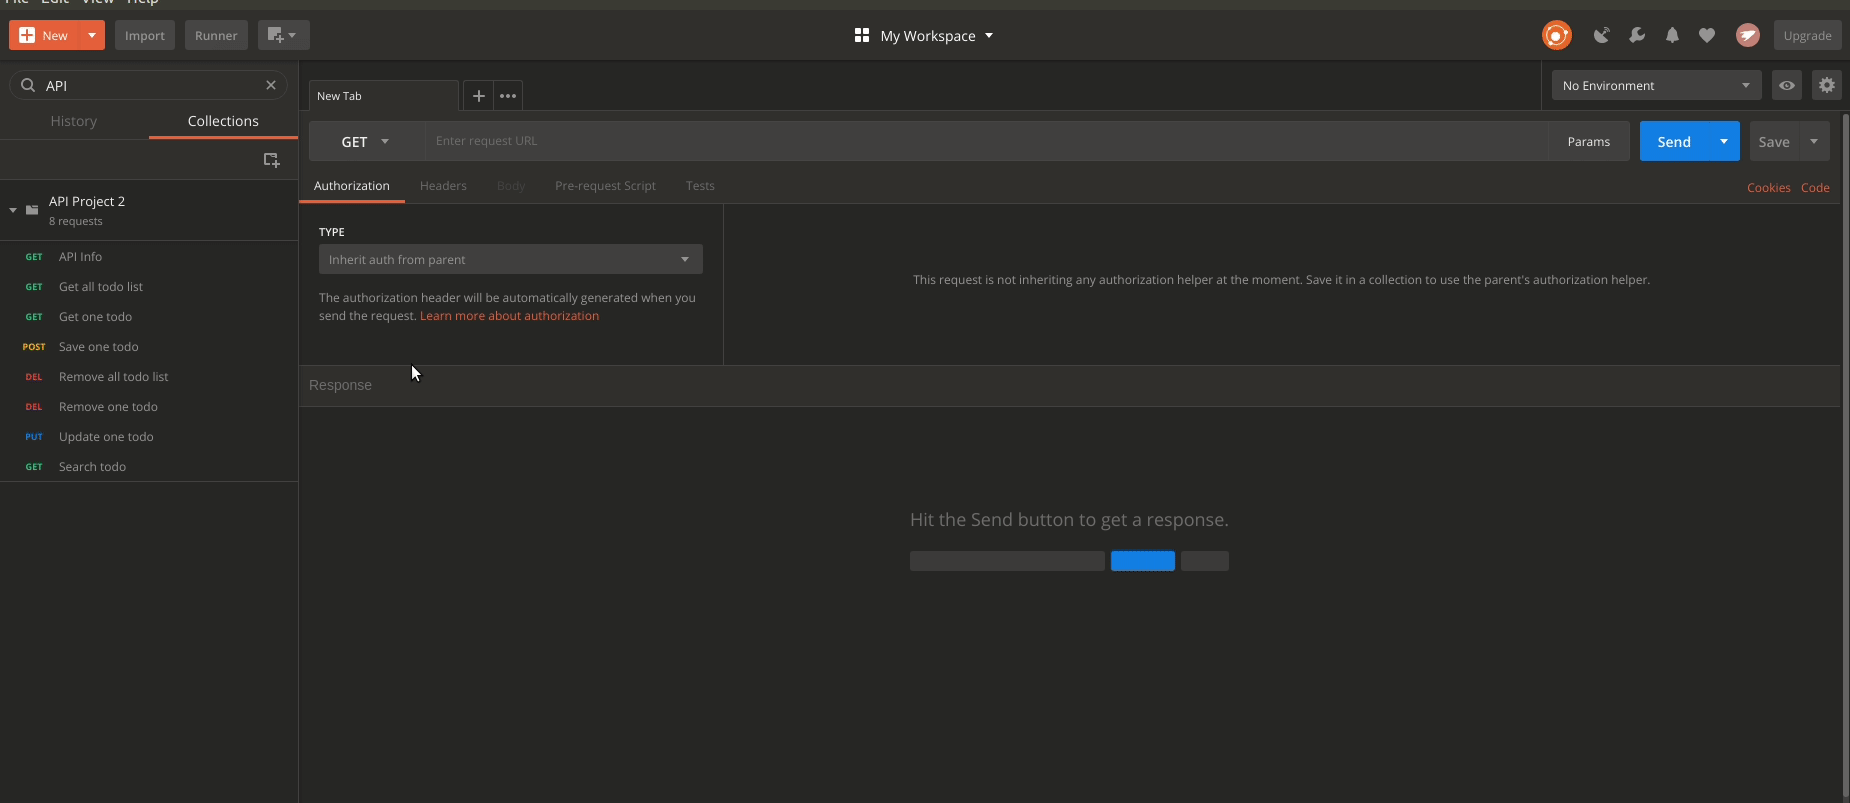 File Edit View Help
New
Import
Runner
My Workspace
Upgrade
API
History
Collections
API Project 2
8 requests
GET API Info
GET Get all todo list
GET Get one todo
POST Save one todo
DEL Remove all todo list
DEL Remove one todo
PUT Update one todo
GET Search todo
New Tab
No Environment
GET
Enter request URL
Params
Send
Save
Authorization
Headers
Body
Pre-request Script
Tests
Cookies
Code
TYPE
Inherit auth from parent
The authorization header will be automatically generated when you
send the request. Learn more about authorization
This request is not inheriting any authorization helper at the moment. Save it in a collection to use the parent's authorization helper.
Response
Hit the Send button to get a response.